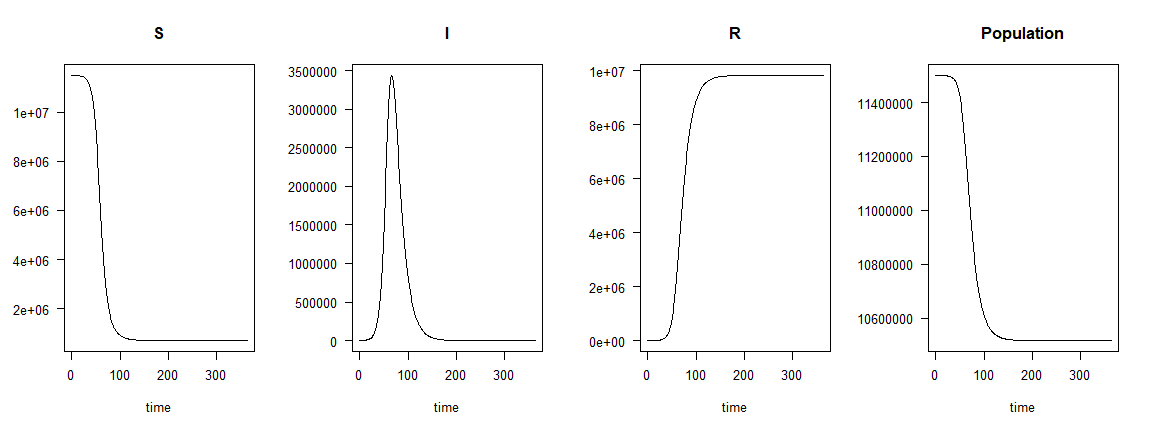 S
1e+07
8e+06
6e+06
4e+06
2e+06
0 100 200 300
time
I
3500000
3000000
2500000
2000000
1500000
1000000
500000
0
0 100 200 300
time
R
1e+07
8e+06
6e+06
4e+06
2e+06
0e+00
0 100 200 300
time
Population
11400000
11200000
11000000
10800000
10600000
0 100 200 300
time